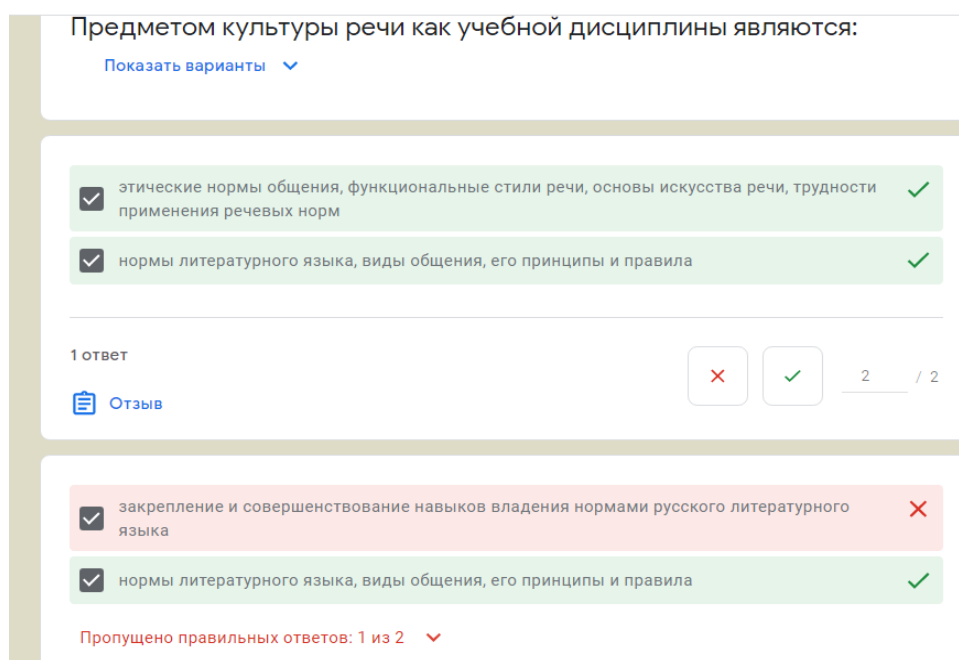 Предметом культуры речи как учебной дисциплины являются:
Показать варианты
этические нормы общения, функциональные стили речи, основы искусства речи, трудности
применения речевых норм
нормы литературного языка, виды общения, его принципы и правила
1 ответ
2 / 2
Отзыв
закрепление и совершенствование навыков владения нормами русского литературного
языка
нормы литературного языка, виды общения, его принципы и правила
Пропущено правильных ответов: 1 из 2